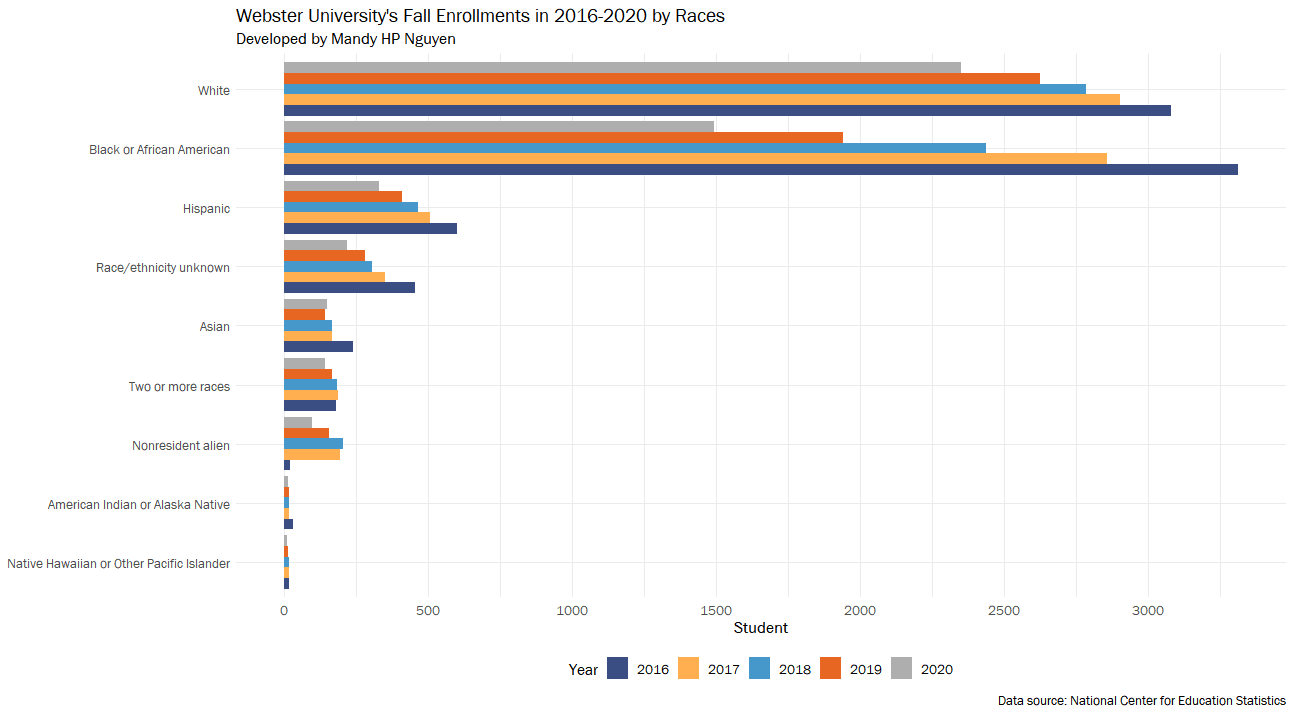 Webster University's Fall Enrollments in 2016-2020 by Races
Developed by Mandy HP Nguyen
White
Black or African American
Hispanic
Race/ethnicity unknown
Asian
Two or more races
Nonresident alien
American Indian or Alaska Native
Native Hawaiian or Other Pacific Islander
0 500 1000 1500 2000 2500 3000
Student
Year 2016 2017 2018 2019 2020
Data source: National Center for Education Statistics